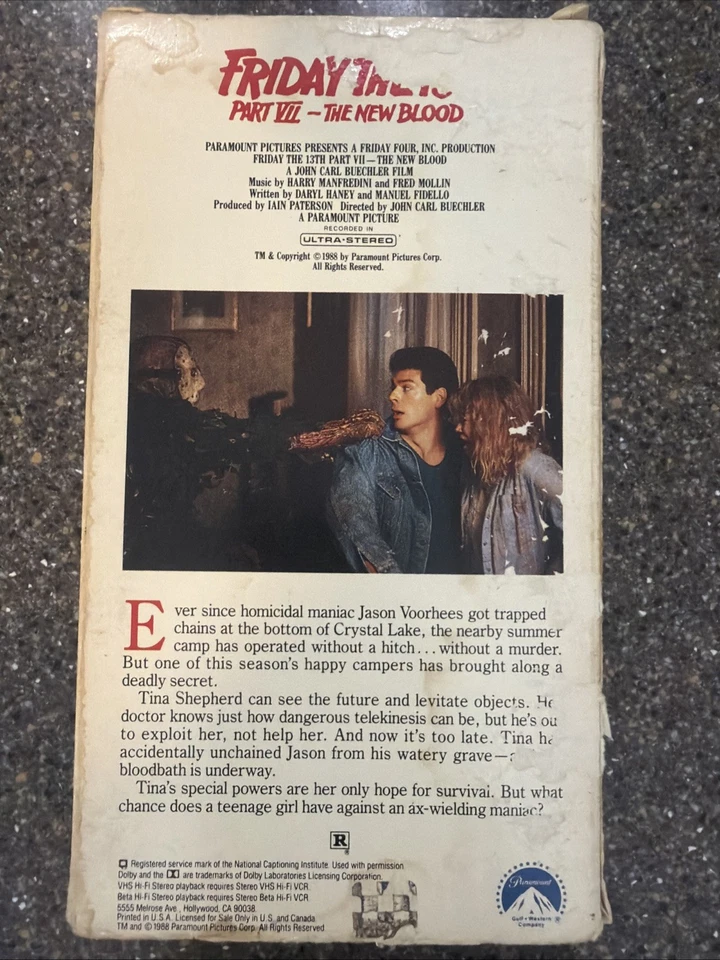 FRIDAY THE 13
PART VII – THE NEW BLOOD
PARAMOUNT PICTURES PRESENTS A FRIDAY FOUR, INC. PRODUCTION
FRIDAY THE 13TH PART VII — THE NEW BLOOD
A JOHN CARL BUECHLER FILM
Music by HARRY MANFREDINI and FRED MOLLIN
Written by DARYL HANEY and MANUEL FIDELLO
Produced by IAIN PATERSON Directed by JOHN CARL BUECHLER
A PARAMOUNT PICTURE
RECORDED IN
ULTRA·STEREO
TM & Copyright ©1988 by Paramount Pictures Corp.
All Rights Reserved.
Ever since homicidal maniac Jason Voorhees got trapped
chains at the bottom of Crystal Lake, the nearby summer
camp has operated without a hitch...without a murder.
But one of this season's happy campers has brought along a
deadly secret.
Tina Shepherd can see the future and levitate objects. He
doctor knows just how dangerous telekinesis can be, but he's ou
to exploit her, not help her. And now it's too late. Tina ha
accidentally unchained Jason from his watery grave—
bloodbath is underway.
Tina's special powers are her only hope for survival. But what
chance does a teenage girl have against an ax-wielding maniac?
R
Registered service mark of the National Captioning Institute. Used with permission
Dolby and the DD are trademarks of Dolby Laboratories Licensing Corporation.
VHS Hi-Fi Stereo playback requires Stereo VHS Hi-Fi VCR.
Beta Hi-Fi Stereo playback requires Stereo Beta Hi-Fi VCR.
5555 Melrose Ave., Hollywood, CA 90038
Printed in U.S.A. Licensed for Sale Only in U.S. and Canada.
TM and ©1988 Paramount Pictures Corp. All Rights Reserved
Paramount
Gulf + Western
Company